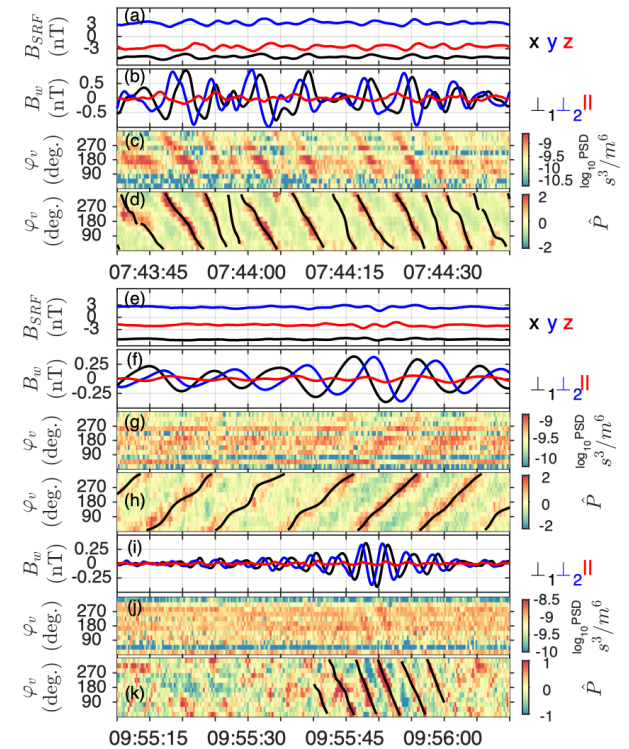 (a)
B_SRF (nT)
3
0
-3
x y z
(b)
B_w (nT)
0.5
0
-0.5
⊥1⊥2||
(c)
φ_v (deg.)
270
180
90
-9
-9.5
-10
-10.5
log10 PSD
s^3/m^6
(d)
φ_v (deg.)
270
180
90
2
0
-2
P̂
07:43:45 07:44:00 07:44:15 07:44:30
(e)
B_SRF (nT)
3
0
-3
x y z
(f)
B_w (nT)
0.25
0
-0.25
⊥1⊥2||
(g)
φ_v (deg.)
270
180
90
-9
-9.5
-10
log10 PSD
s^3/m^6
(h)
φ_v (deg.)
270
180
90
2
0
-2
P̂
(i)
B_w (nT)
0.25
0
-0.25
⊥1⊥2||
(j)
φ_v (deg.)
270
180
90
-8.5
-9
-9.5
-10
log10 PSD
s^3/m^6
(k)
φ_v (deg.)
270
180
90
1
0
-1
P̂
09:55:15 09:55:30 09:55:45 09:56:00